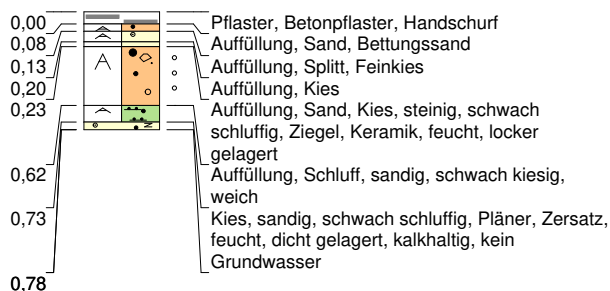 0,00 Pflaster, Betonpflaster, Handschurf
0,08 Auffüllung, Sand, Bettungssand
0,13 Auffüllung, Splitt, Feinkies
0,20 Auffüllung, Kies
0,23 Auffüllung, Sand, Kies, steinig, schwach
schluffig, Ziegel, Keramik, feucht, locker
gelagert
0,62 Auffüllung, Schluff, sandig, schwach kiesig,
weich
0,73 Kies, sandig, schwach schluffig, Pläner, Zersatz,
feucht, dicht gelagert, kalkhaltig, kein
Grundwasser
0,78